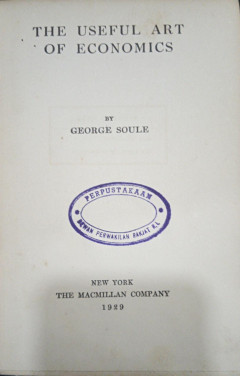 THE USEFUL ART
OF ECONOMICS
BY
GEORGE SOULE
PERPUSTAKAAN
DEWAN PERWAKILAN RAKJAT R.I.
NEW YORK
THE MACMILLAN COMPANY
1929